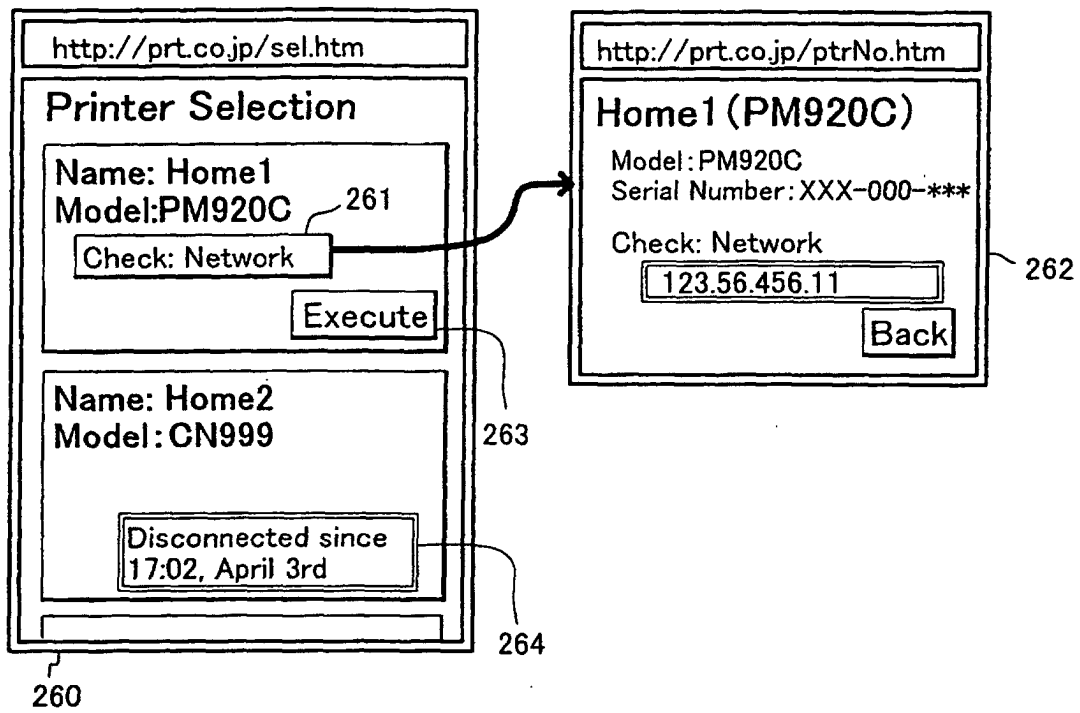 http://prt.co.jp/sel.htm
Printer Selection
Name: Home1
Model:PM920C
261
Check: Network
Execute
263
Name: Home2
Model:CN999
Disconnected since
17:02, April 3rd
264
260
http://prt.co.jp/ptrNo.htm
Home1(PM920C)
Model:PM920C
Serial Number:XXX-000-***
Check: Network
262
123.56.456.11
Back